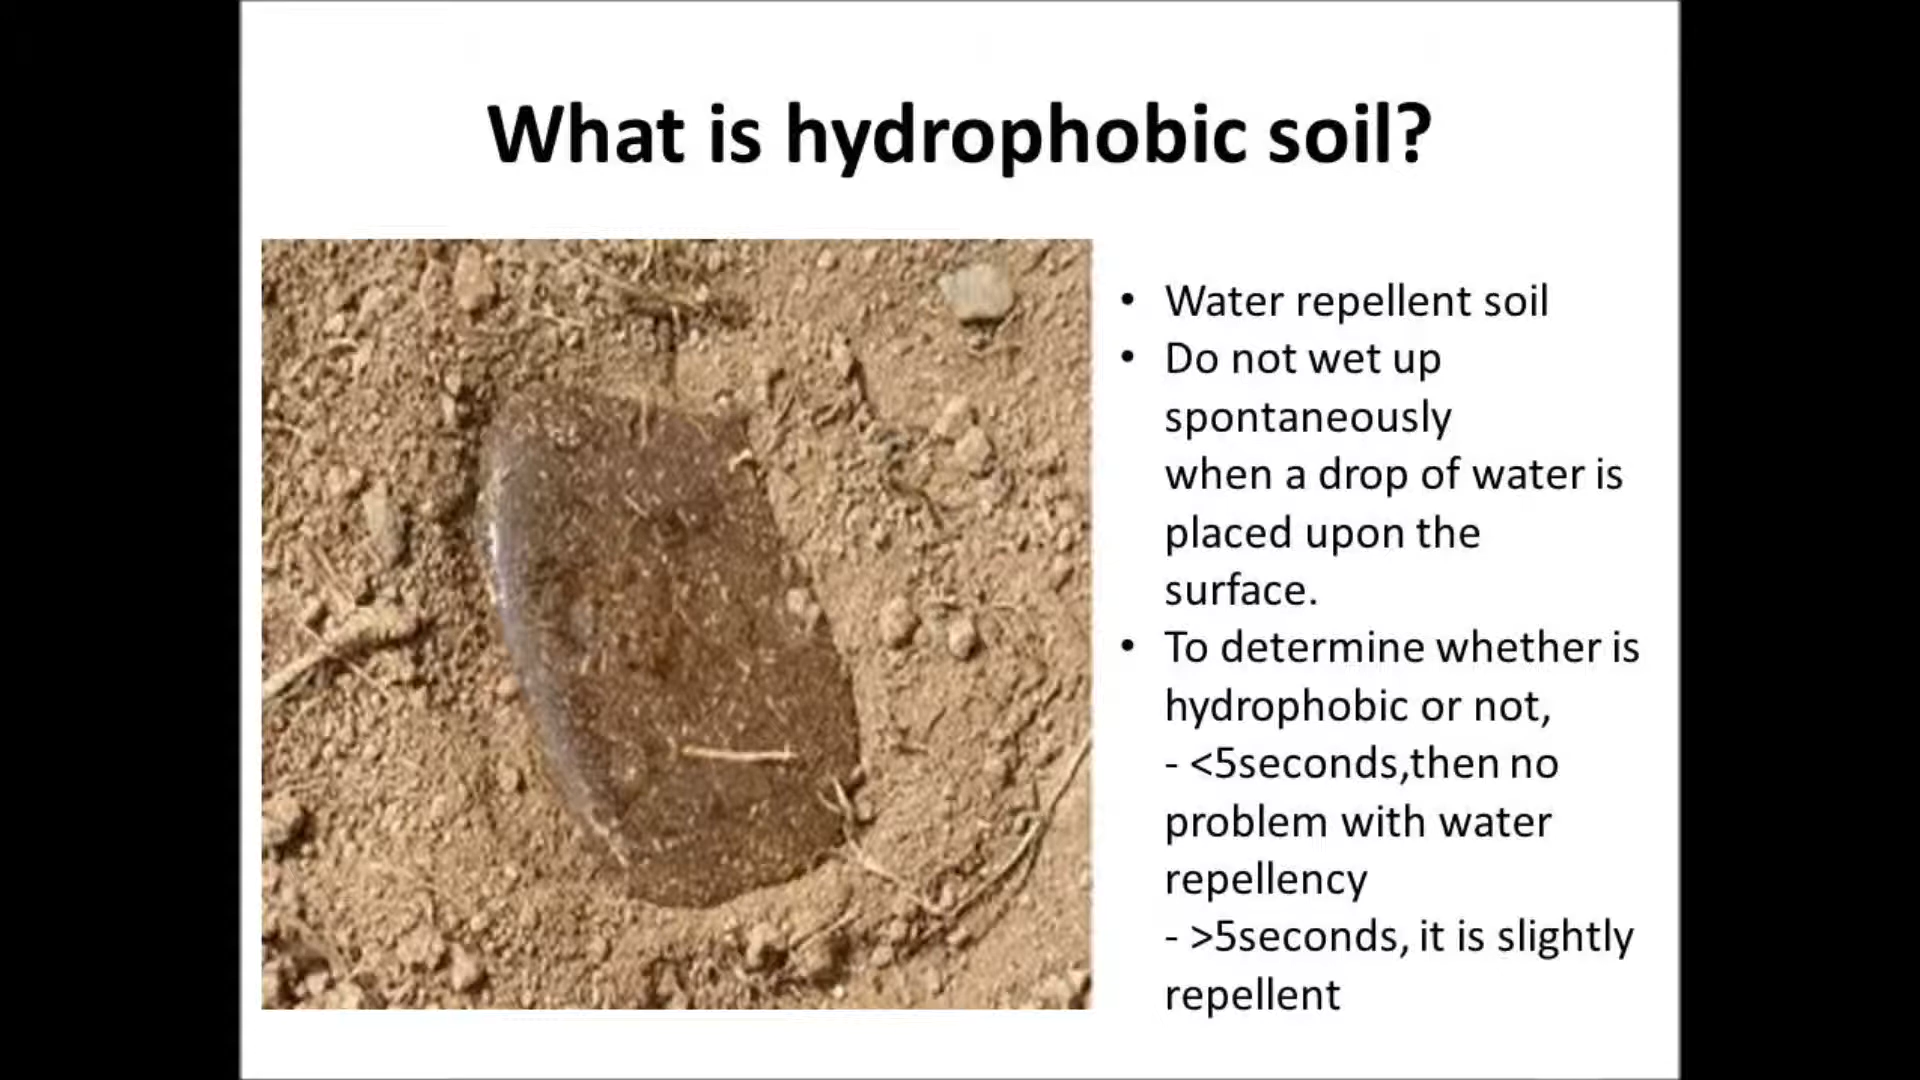 What is hydrophobic soil?
• Water repellent soil
• Do not wet up
spontaneously
when a drop of water is
placed upon the
surface.
• To determine whether is
hydrophobic or not,
- <5seconds,then no
problem with water
repellency
- >5seconds, it is slightly
repellent